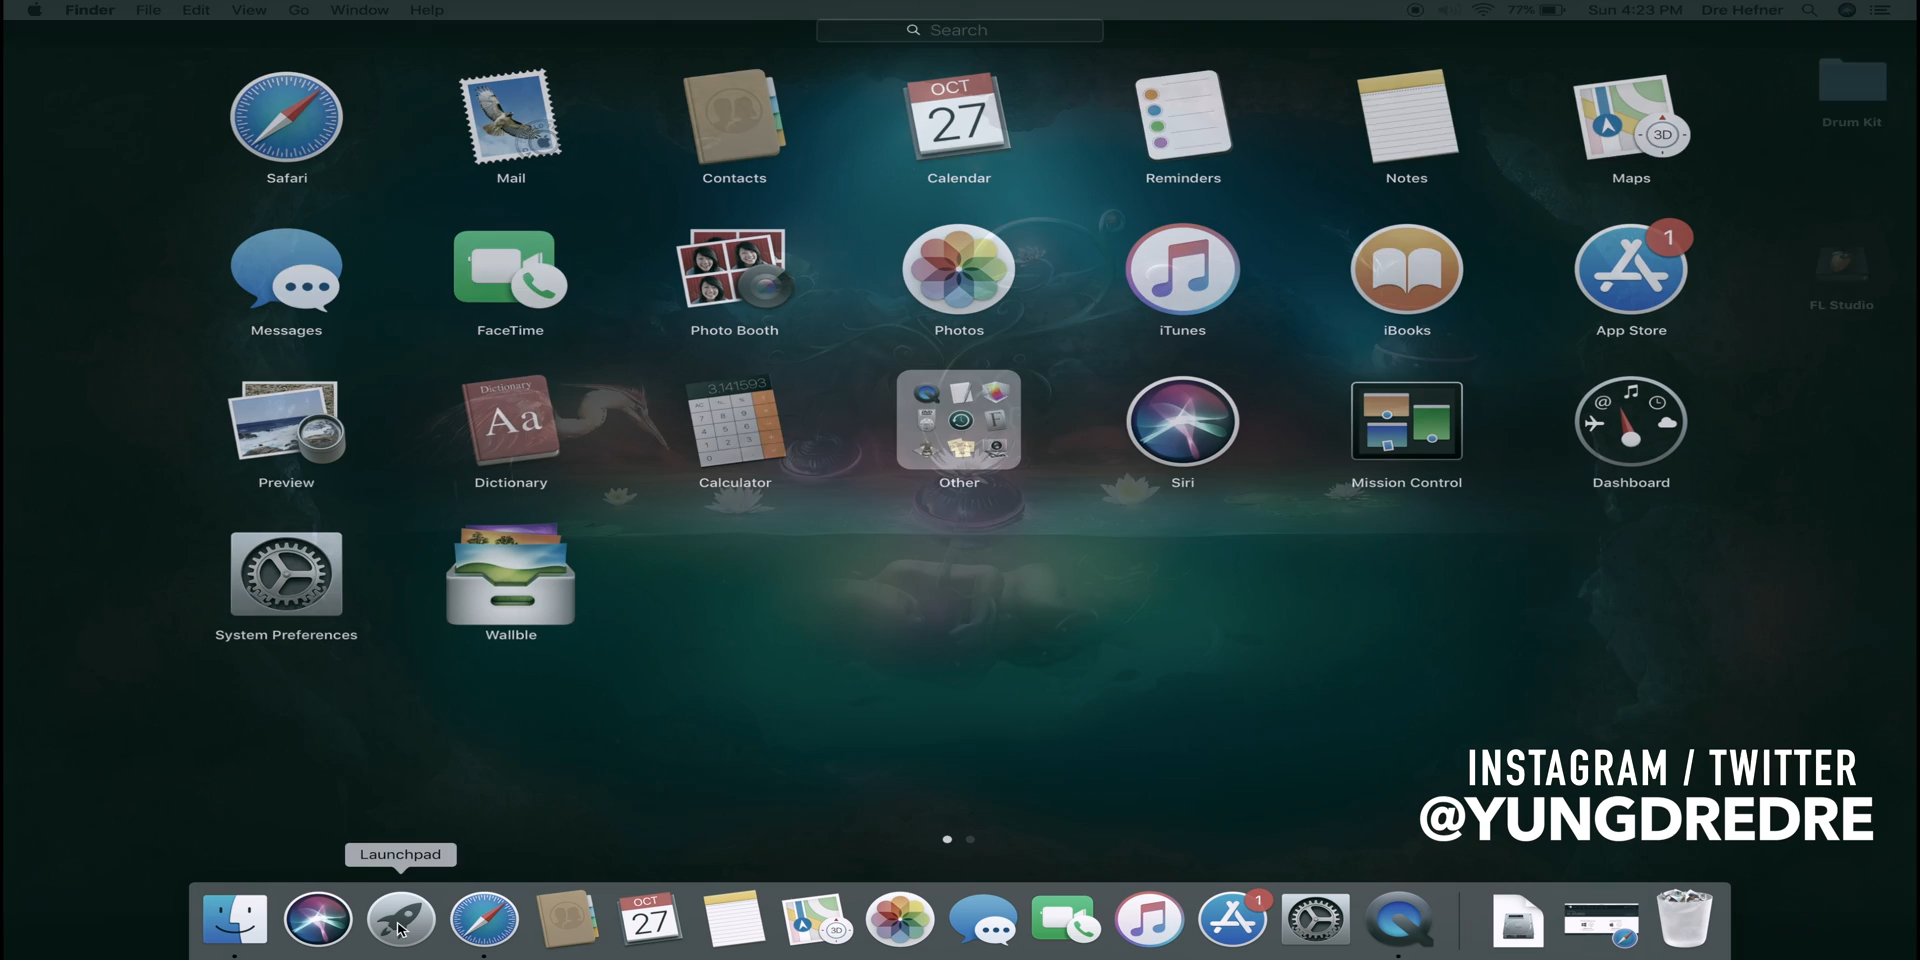 Finder File Edit View Go Window Help 77% Sun 4:23 PM Dre Hefner
Search
OCT
27
3D
Drum Kit
Safari Mail Contacts Calendar Reminders Notes Maps
1
FL Studio
Messages FaceTime Photo Booth Photos iTunes iBooks App Store
Dictionary
Aa
3.141593
@
Preview Dictionary Calculator Other Siri Mission Control Dashboard
System Preferences Wallble
INSTAGRAM / TWITTER
@YUNGDREDRE
Launchpad
OCT
27
3D
1